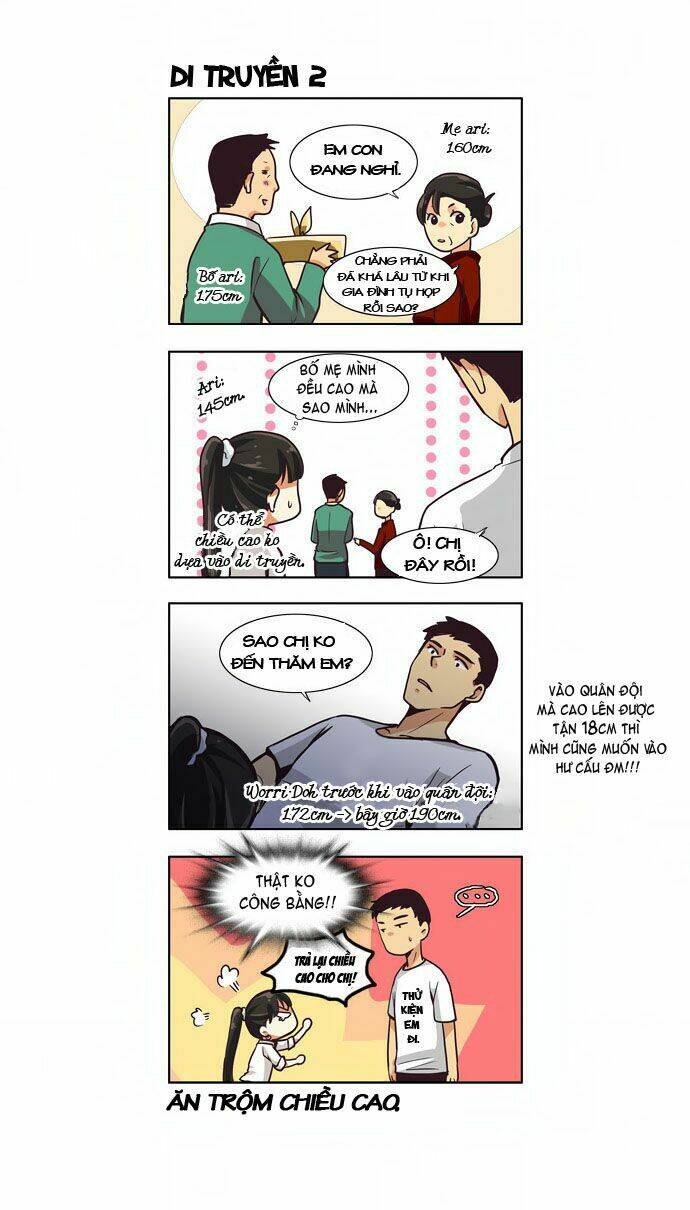 DI TRUYỀN 2
Mẹ ari:
160cm
EM CON
ĐANG NGHỈ.
Bố ari:
175cm
CHẲNG PHẢI
ĐÃ KHÁ LÂU TỪ KHI
GIA ĐÌNH TỤ HỌP
RỒI SAO?
Ari:
145cm.
BỐ MẸ MÌNH
ĐỀU CAO MÀ
SAO MÌNH...
Có thể
chiều cao ko
dựa vào di truyền.
Ô! CHỊ
ĐÂY RỒI!
SAO CHỊ KO
ĐẾN THĂM EM?
Worri Doh trước khi vào quân đội:
172cm -> bây giờ 190cm.
VÀO QUÂN ĐỘI
MÀ CAO LÊN ĐƯỢC
TẬN 18CM THÌ
MÌNH CŨNG MUỐN VÀO
HƯ CẤU ĐM!!!
THẬT KO
CÔNG BẰNG!!
TRẢ LẠI CHIỀU
CAO CHO CHỊ!
THỬ
KIỆN
EM
ĐI.
ĂN TRỘM CHIỀU CAO.